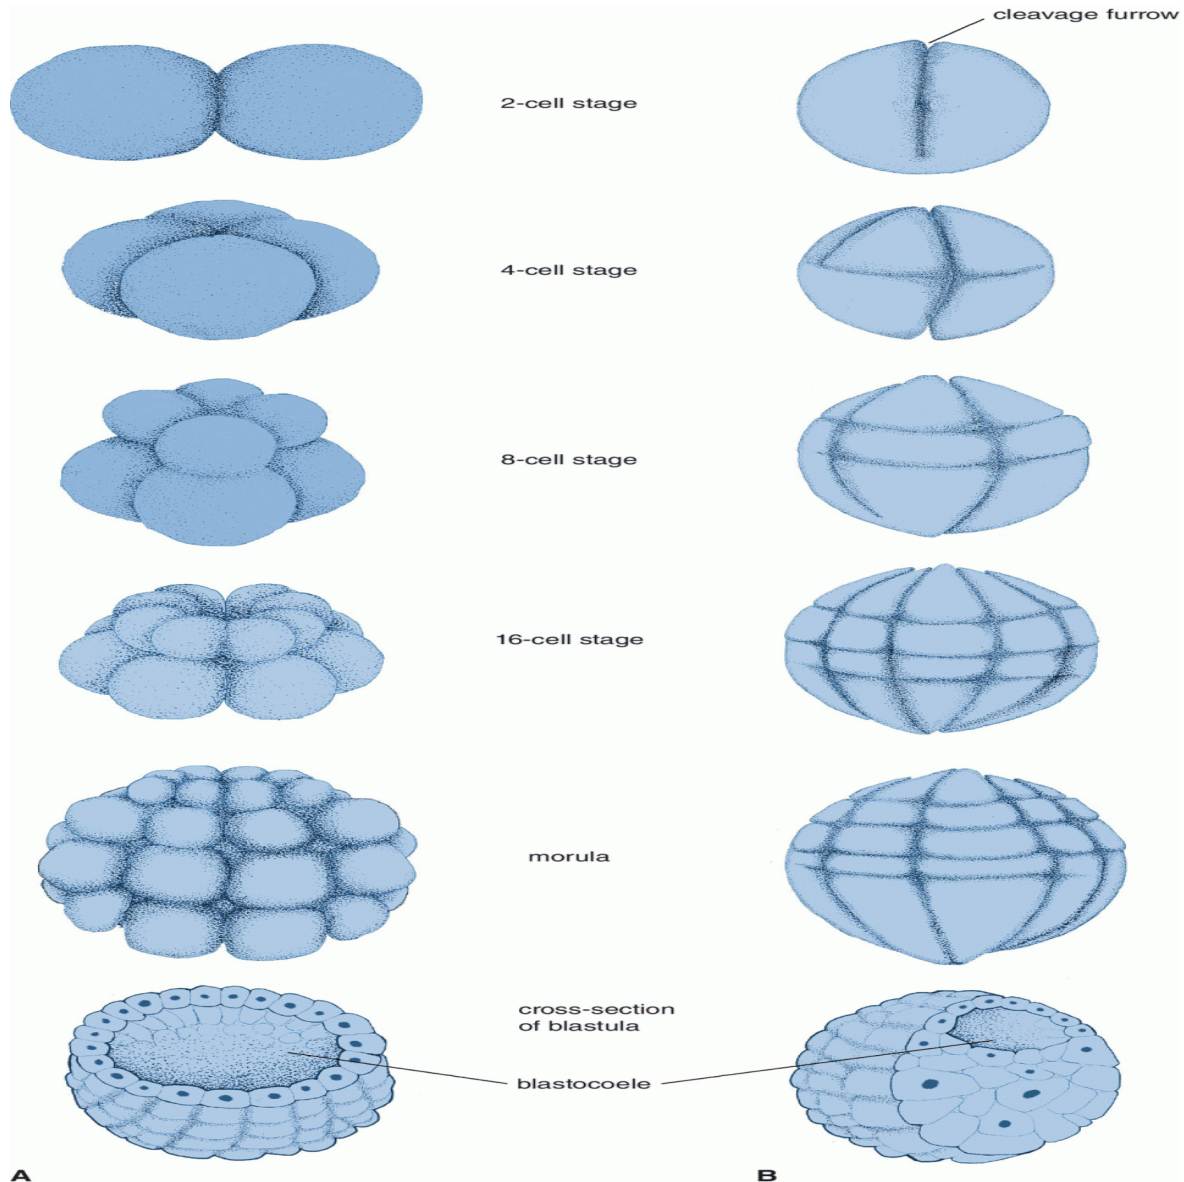 cleavage furrow
2-cell stage
4-cell stage
8-cell stage
16-cell stage
morula
cross-section
of blastula
blastocoele
A
B